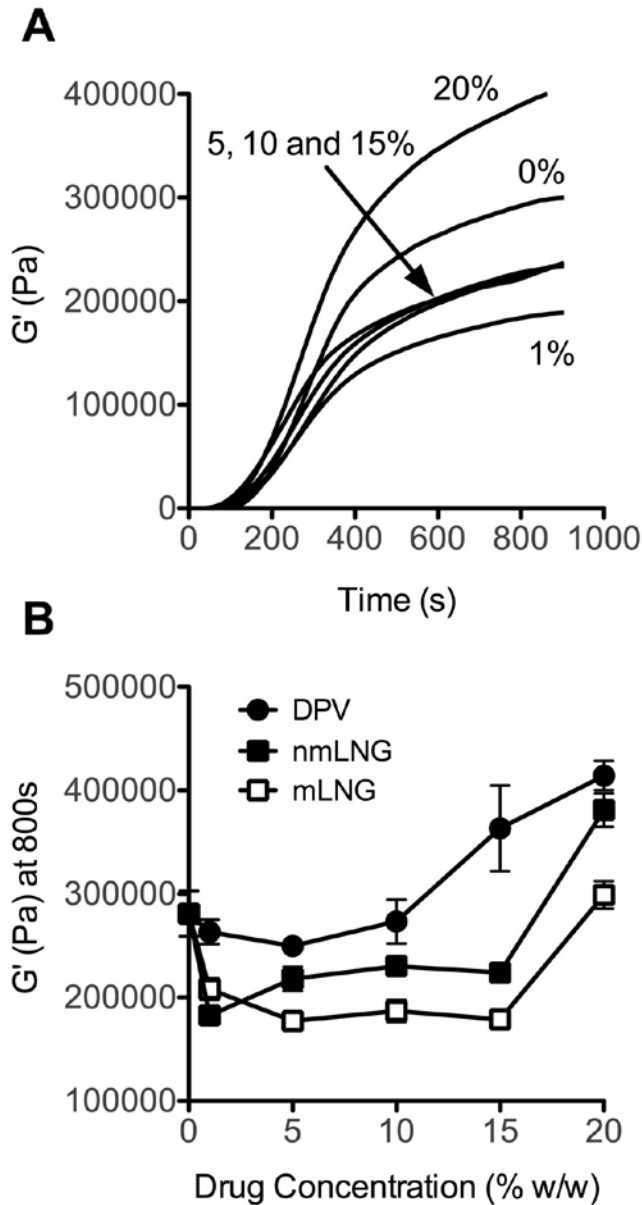 A
400000
300000
200000
100000
0
G' (Pa)
20%
5, 10 and 15%
0%
1%
0 200 400 600 800 1000
Time (s)
B
500000
400000
300000
200000
100000
G' (Pa) at 800s
DPV
nmLNG
mLNG
0 5 10 15 20
Drug Concentration (% w/w)